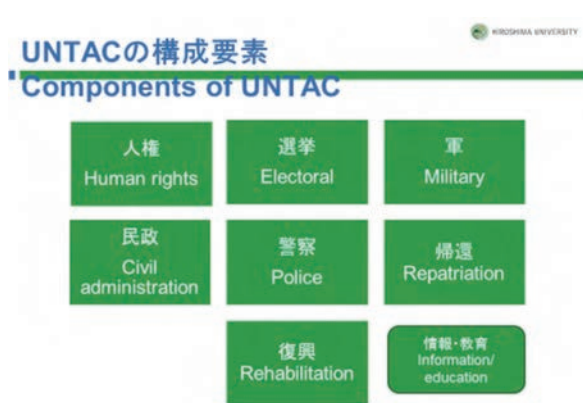 HIROSHIMA UNIVERSITY
UNTACの構成要素
Components of UNTAC
人権
Human rights
選挙
Electoral
軍
Military
民政
Civil
administration
警察
Police
帰還
Repatriation
復興
Rehabilitation
情報・教育
Information/
education